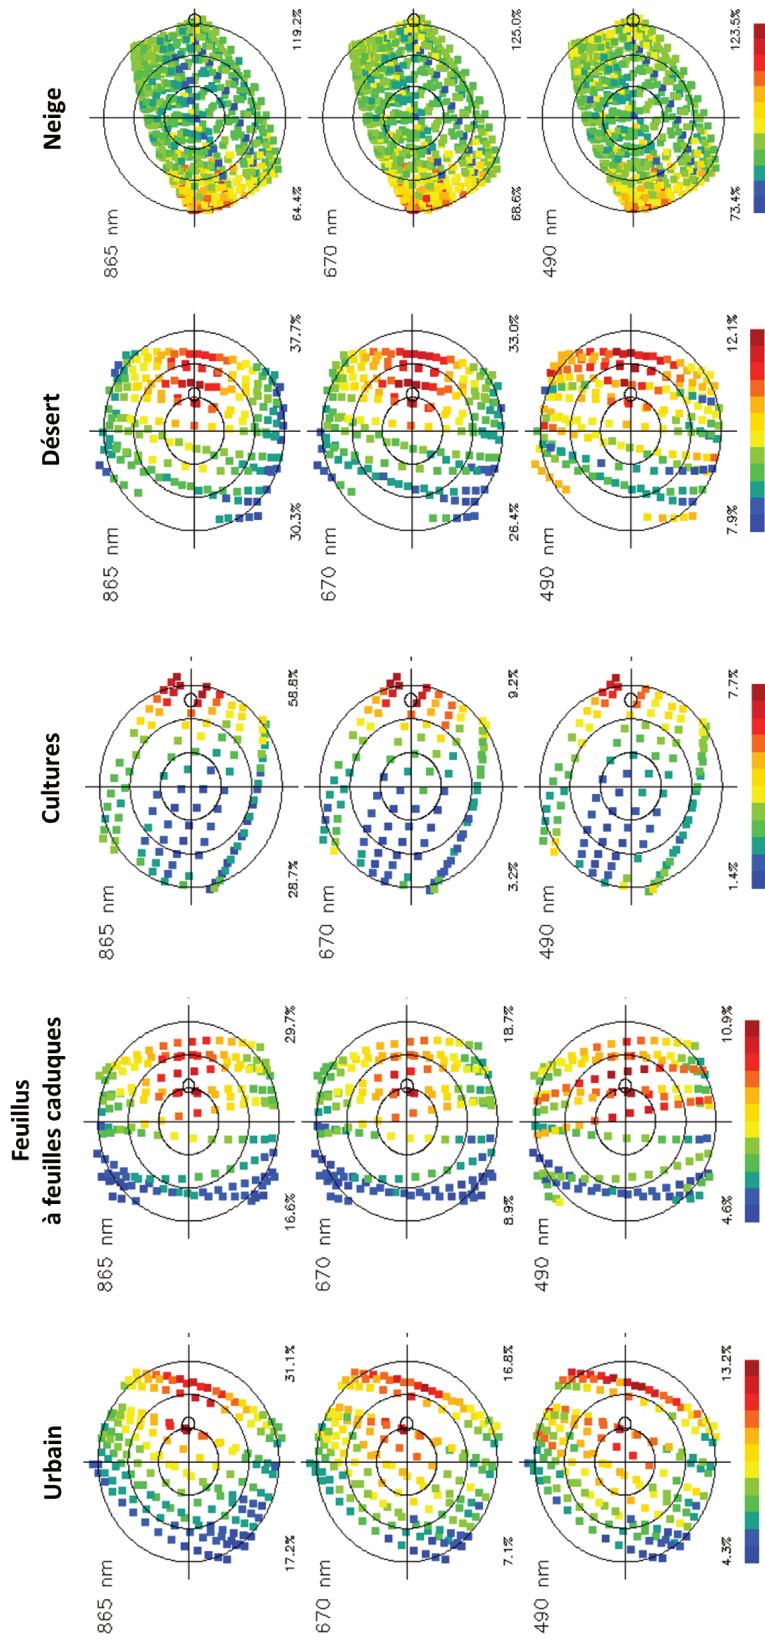 Urbain
865 nm
17.2% 31.1%
670 nm
7.1% 16.8%
490 nm
4.3% 13.2%
Feuillus
à feuilles caduques
865 nm
16.6% 29.7%
670 nm
8.9% 18.7%
490 nm
4.6% 10.9%
Cultures
865 nm
28.7% 58.8%
670 nm
3.2% 9.2%
490 nm
1.4% 7.7%
Désert
865 nm
30.3% 37.7%
670 nm
26.4% 33.0%
490 nm
7.9% 12.1%
Neige
865 nm
64.4% 119.2%
670 nm
68.6% 125.0%
490 nm
73.4% 123.5%